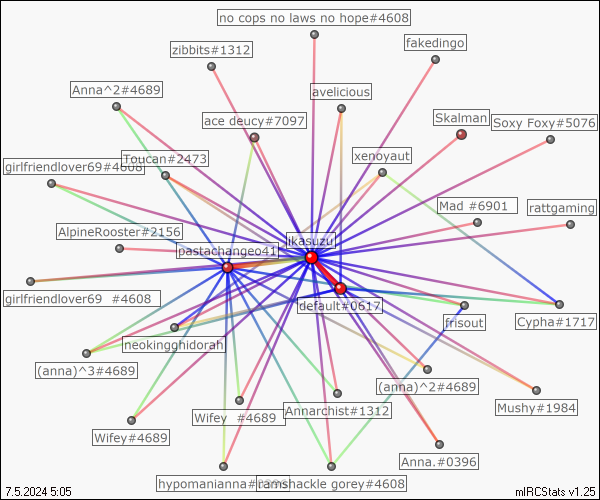 no cops no laws no hope#4608
fakedingo
zibbits#1312
Anna^2#4689
avelicious
ace deucy#7097
Skalman
Soxy Foxy#5076
xenoyaut
Toucan#2473
girlfriendlover69#4608
Mad #6901
rattgaming
AlpineRooster#2156
ikasuzu
pastachangeo41
girlfriendlover69 #4608
default#0617
frisout
Cypha#1717
neokingghidorah
(anna)^3#4689
(anna)^2#4689
Mushy#1984
Wifey #4689
Annarchist#1312
Wifey#4689
Anna.#0396
hypomanianna#0396
ramshackle gorey#4608
7.5.2024 5:05
mIRCStats v1.25